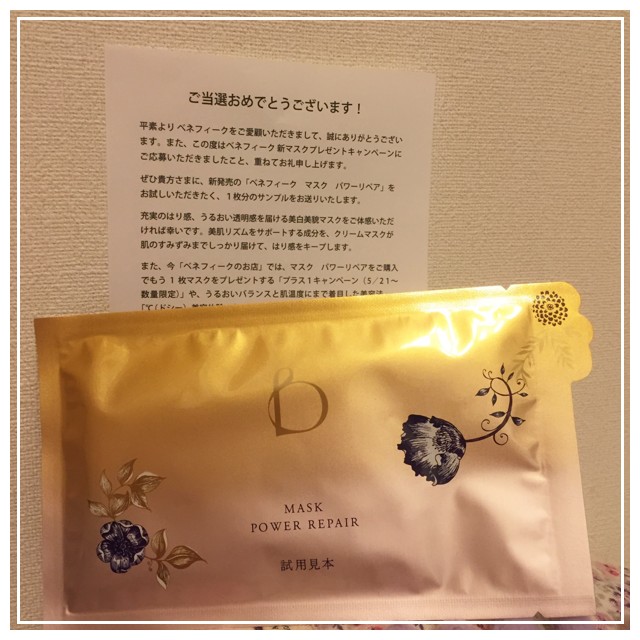 ご当選おめでとうございます！
平素より ベネフィークをご愛顧いただきまして、誠にありがとうござい
ます。また、この度はベネフィーク 新マスクプレゼントキャンペーンに
ご応募いただきましたこと、重ねてお礼申し上げます。
ぜひ貴方さまに、新発売の「ベネフィーク　マスク　パワーリペア」を
お試しいただきたく、１枚分のサンプルをお送りいたします。
充実のはり感、うるおい透明感を届ける美白美貌マスクをご体感いただ
ければ幸いです。美肌リズムをサポートする成分を、クリームマスクが
肌のすみずみまでしっかり届けて、はり感をキープします。
また、今「ベネフィークのお店」では、マスク　パワーリペアをご購入
でもう 1 枚マスクをプレゼントする「プラス 1 キャンペーン（5／21～
数量限定）」や、うるおいバランスと肌温度にまで着目した美容法
MASK
POWER REPAIR
試用見本